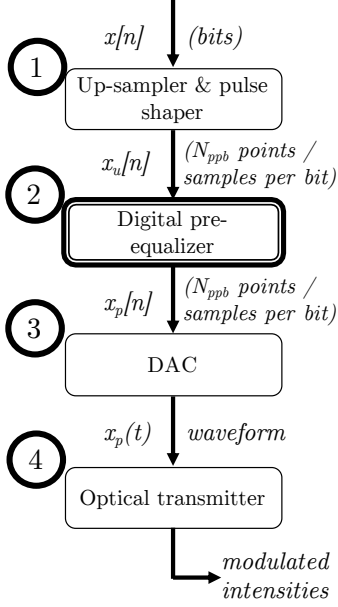 x[n] (bits)
1
Up-sampler & pulse
shaper
x_u[n] (N_ppb points /
samples per bit)
2
Digital pre-
equalizer
x_p[n] (N_ppb points /
samples per bit)
3
DAC
x_p(t) waveform
4
Optical transmitter
modulated
intensities